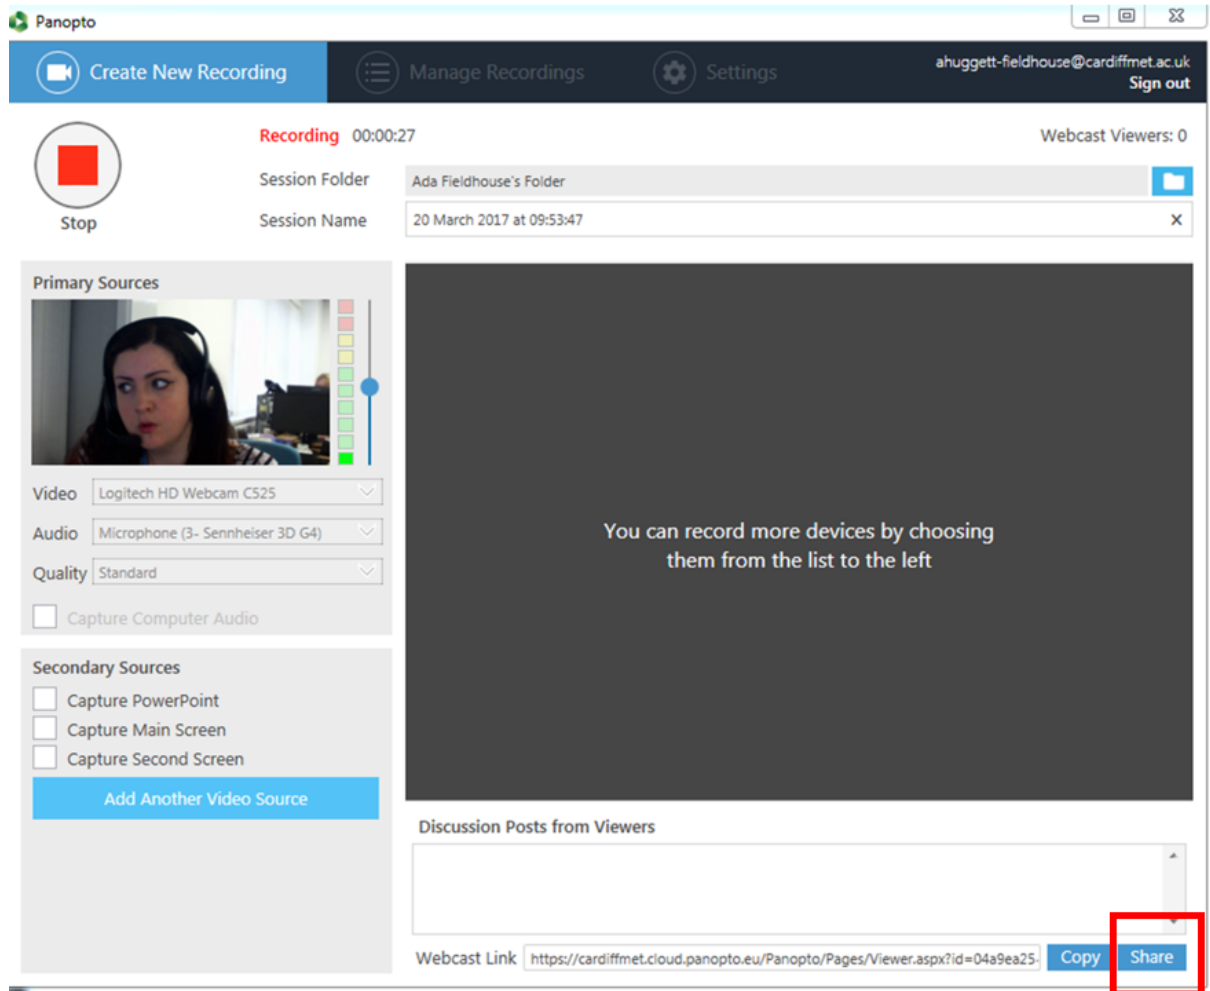 Panopto
Create New Recording
Manage Recordings
Settings
ahuggett-fieldhouse@cardiffmet.ac.uk
Sign out
Recording 00:00:27
Webcast Viewers: 0
Stop
Session Folder Ada Fieldhouse's Folder
Session Name 20 March 2017 at 09:53:47
Primary Sources
Video Logitech HD Webcam C525
Audio Microphone (3- Sennheiser 3D G4)
Quality Standard
Capture Computer Audio
Secondary Sources
Capture PowerPoint
Capture Main Screen
Capture Second Screen
Add Another Video Source
You can record more devices by choosing
them from the list to the left
Discussion Posts from Viewers
Webcast Link https://cardiffmet.cloud.panopto.eu/Panopto/Pages/Viewer.aspx?id=04a9ea25- Copy Share